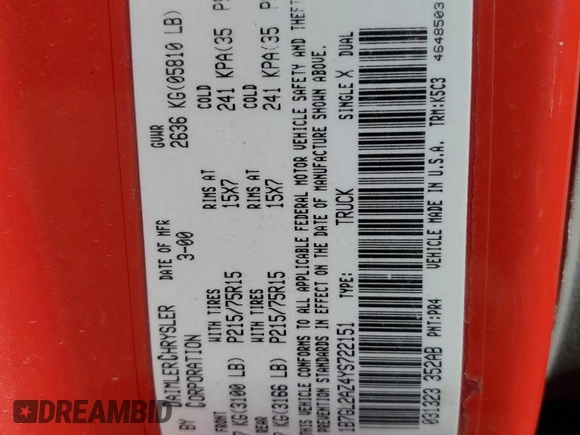 BY DAIMLERCHRYSLER CORPORATION
DATE OF MFR 3-00
GVWR 2636 KG(05810 LB)
WITH TIRES P215/75R15
RIMS AT 15X7
COLD 241 KPA(35
KG(3100 LB)
WITH TIRES P215/75R15
RIMS AT 15X7
COLD 241 KPA(35
KG(3166 LB)
THIS VEHICLE CONFORMS TO ALL APPLICABLE FEDERAL MOTOR VEHICLE SAFETY AND THEFT
PREVENTION STANDARDS IN EFFECT ON THE DATE OF MANUFACTURE SHOWN ABOVE.
1B7GL2AZ4YS722151 TYPE: TRUCK SINGLE X DUAL
031323 352AB PNT:PR4 VEHICLE MADE IN U.S.A. TRM:K5C3 4648503